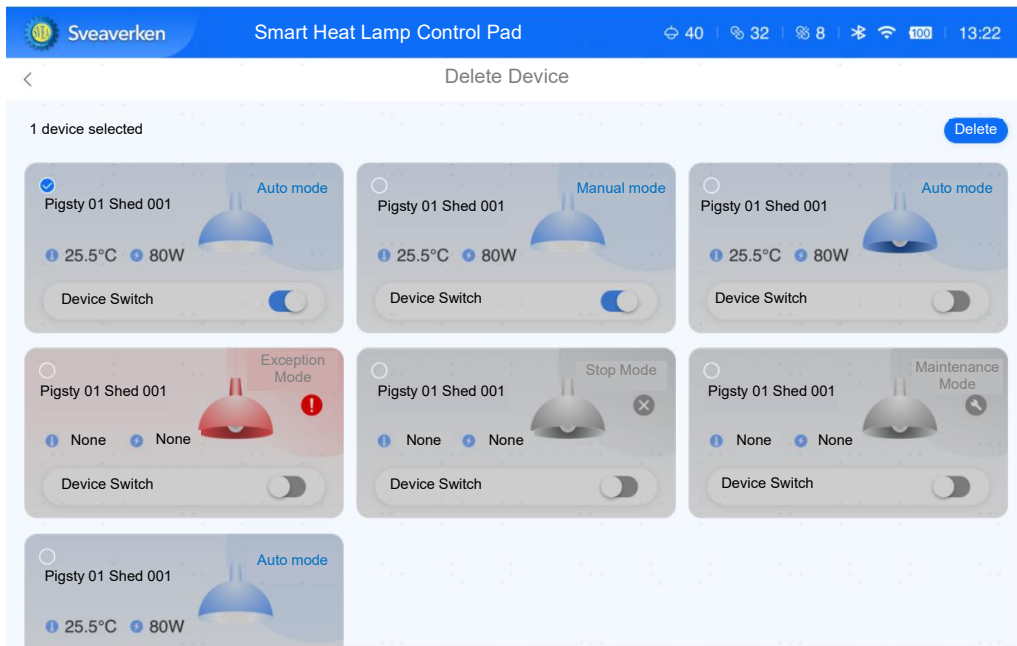 SVEA
Sveaverken
Smart Heat Lamp Control Pad
40
32
8
100
13:22
Delete Device
1 device selected
Delete
Auto mode
Pigsty 01 Shed 001
25.5°C 80W
Device Switch
Manual mode
Pigsty 01 Shed 001
25.5°C 80W
Device Switch
Auto mode
Pigsty 01 Shed 001
25.5°C 80W
Device Switch
Exception
Mode
Pigsty 01 Shed 001
None None
Device Switch
Stop Mode
Pigsty 01 Shed 001
None None
Device Switch
Maintenance
Mode
Pigsty 01 Shed 001
None None
Device Switch
Auto mode
Pigsty 01 Shed 001
25.5°C 80W